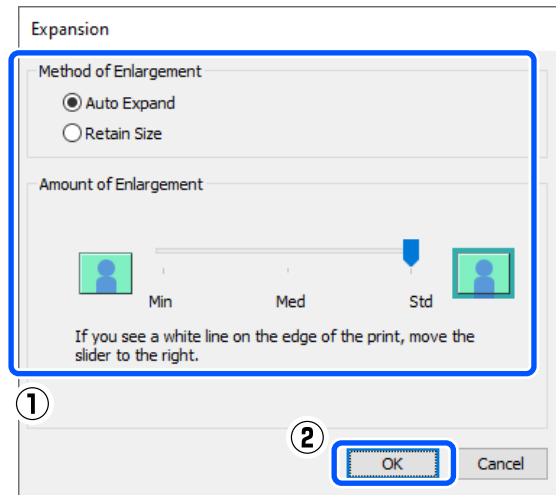 Expansion
Method of Enlargement
Auto Expand
Retain Size
Amount of Enlargement
Min Med Std
If you see a white line on the edge of the print, move the
slider to the right.
①
②
OK Cancel